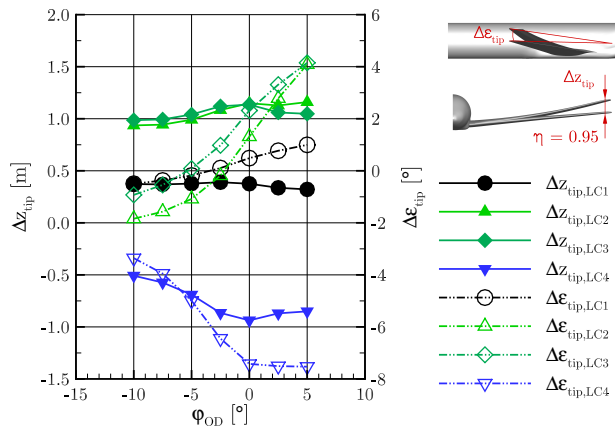 2.0
1.5
1.0
0.5
0.0
-0.5
-1.0
-1.5
Δz_tip [m]
6
4
2
0
-2
-4
-6
-8
Δε_tip [°]
-15 -10 -5 0 5 10
φ_OD [°]
Δε_tip
Δz_tip
η = 0.95
Δz_tip,LC1
Δz_tip,LC2
Δz_tip,LC3
Δz_tip,LC4
Δε_tip,LC1
Δε_tip,LC2
Δε_tip,LC3
Δε_tip,LC4